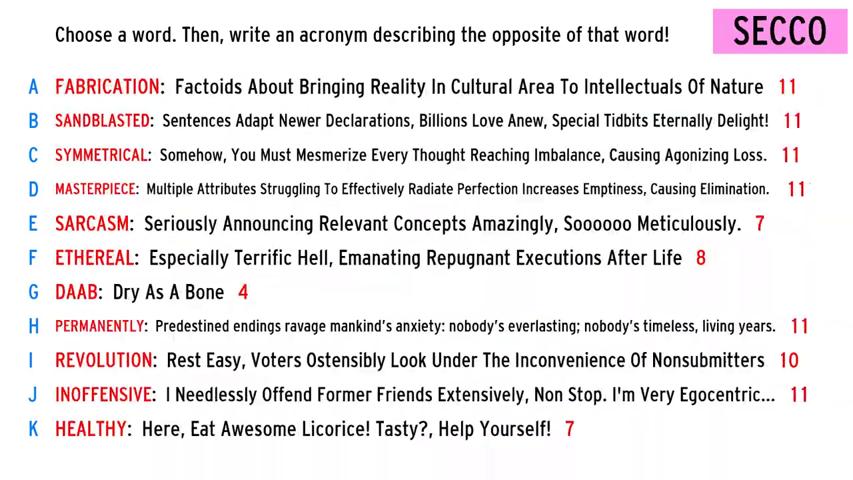 Choose a word. Then, write an acronym describing the opposite of that word!
SECCO
A FABRICATION: Factoids About Bringing Reality In Cultural Area To Intellectuals Of Nature 11
B SANDBLASTED: Sentences Adapt Newer Declarations, Billions Love Anew, Special Tidbits Eternally Delight! 11
C SYMMETRICAL: Somehow, You Must Mesmerize Every Thought Reaching Imbalance, Causing Agonizing Loss. 11
D MASTERPIECE: Multiple Attributes Struggling To Effectively Radiate Perfection Increases Emptiness, Causing Elimination. 11
E SARCASM: Seriously Announcing Relevant Concepts Amazingly, Soooooo Meticulously. 7
F ETHEREAL: Especially Terrific Hell, Emanating Repugnant Executions After Life 8
G DAAB: Dry As A Bone 4
H PERMANENTLY: Predestined endings ravage mankind's anxiety: nobody's everlasting; nobody's timeless, living years. 11
I REVOLUTION: Rest Easy, Voters Ostensibly Look Under The Inconvenience Of Nonsubmitters 10
J INOFFENSIVE: I Needlessly Offend Former Friends Extensively, Non Stop. I'm Very Egocentric... 11
K HEALTHY: Here, Eat Awesome Licorice! Tasty?, Help Yourself! 7